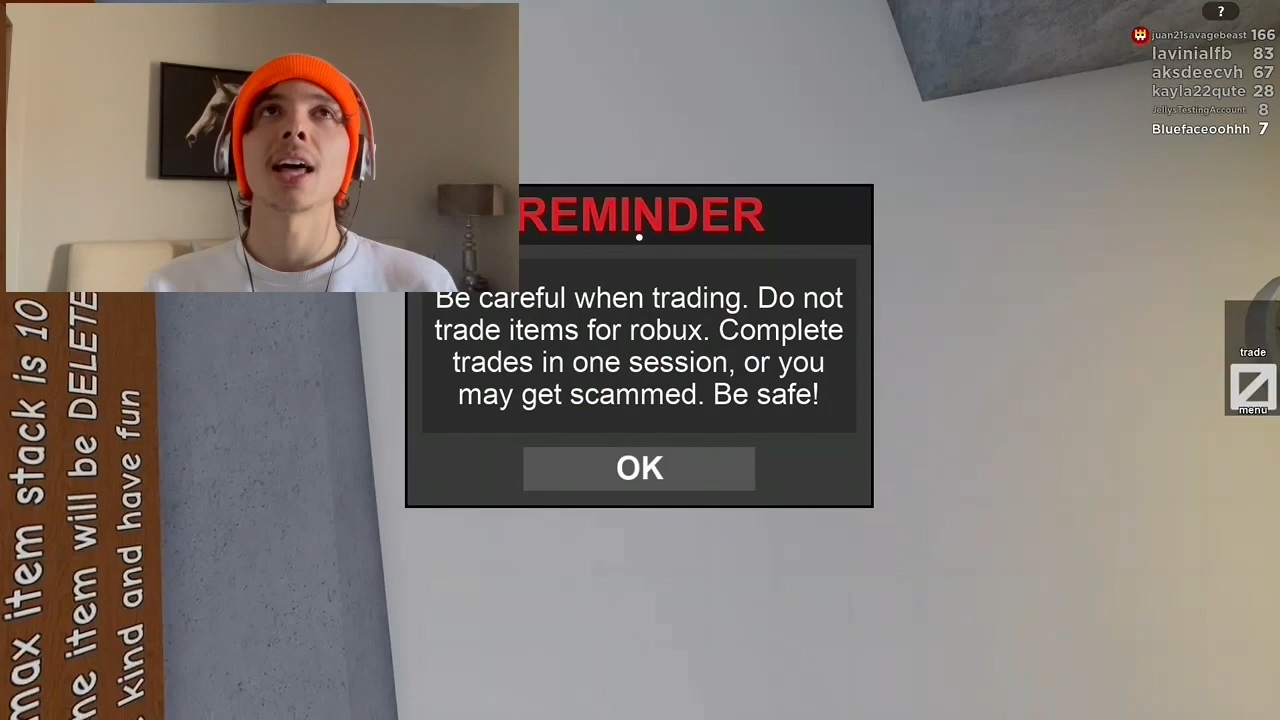 ?
juan21savagebeast 166
lavinialfb 83
aksdeecvh 67
kayla22qute 28
JellysTestingAccount 8
Bluefaceoohhh 7
REMINDER
Be careful when trading. Do not
trade items for robux. Complete
trades in one session, or you
may get scammed. Be safe!
OK
trade
menu
max item stack is 10
me item will be DELETE
kind and have fun